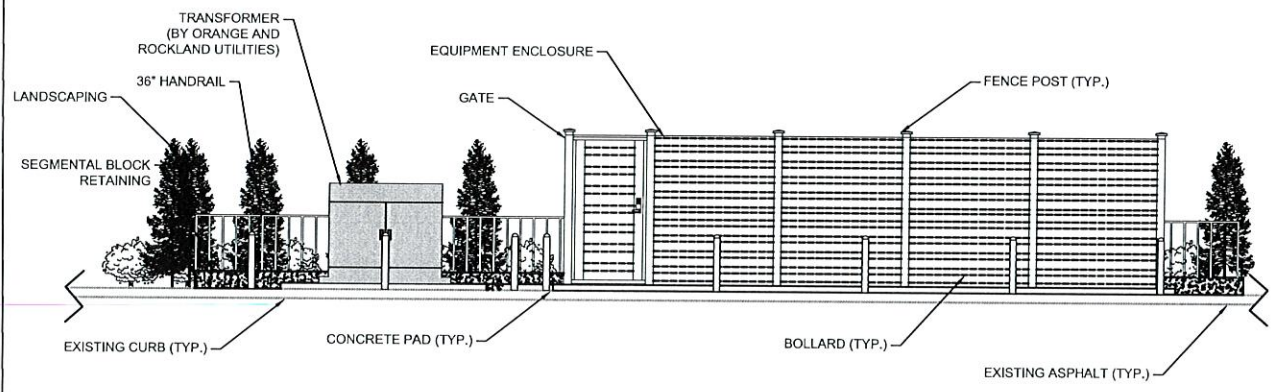 TRANSFORMER
(BY ORANGE AND
ROCKLAND UTILITIES)
EQUIPMENT ENCLOSURE
36" HANDRAIL
FENCE POST (TYP.)
LANDSCAPING
GATE
SEGMENTAL BLOCK
RETAINING
EXISTING CURB (TYP.)
CONCRETE PAD (TYP.)
BOLLARD (TYP.)
EXISTING ASPHALT (TYP.)